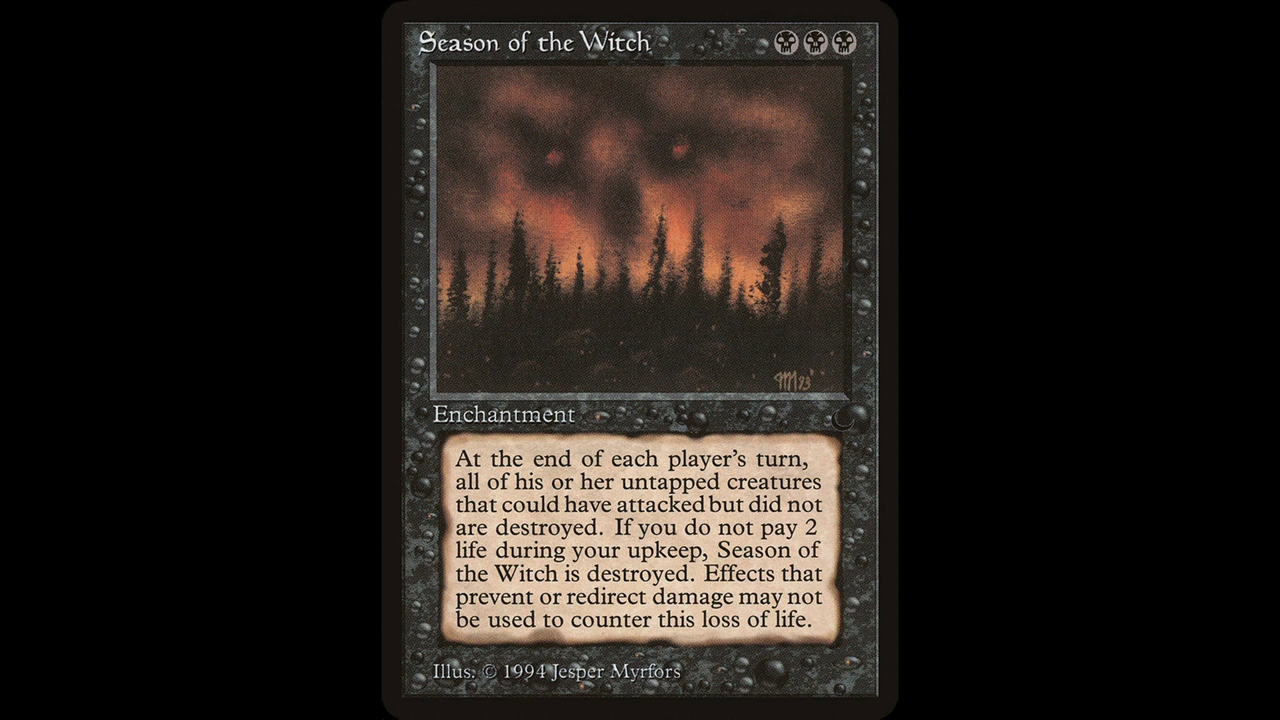 Season of the Witch
Enchantment
At the end of each player's turn,
all of his or her untapped creatures
that could have attacked but did not
are destroyed. If you do not pay 2
life during your upkeep, Season of
the Witch is destroyed. Effects that
prevent or redirect damage may not
be used to counter this loss of life.
Illus. © 1994 Jesper Myrfors